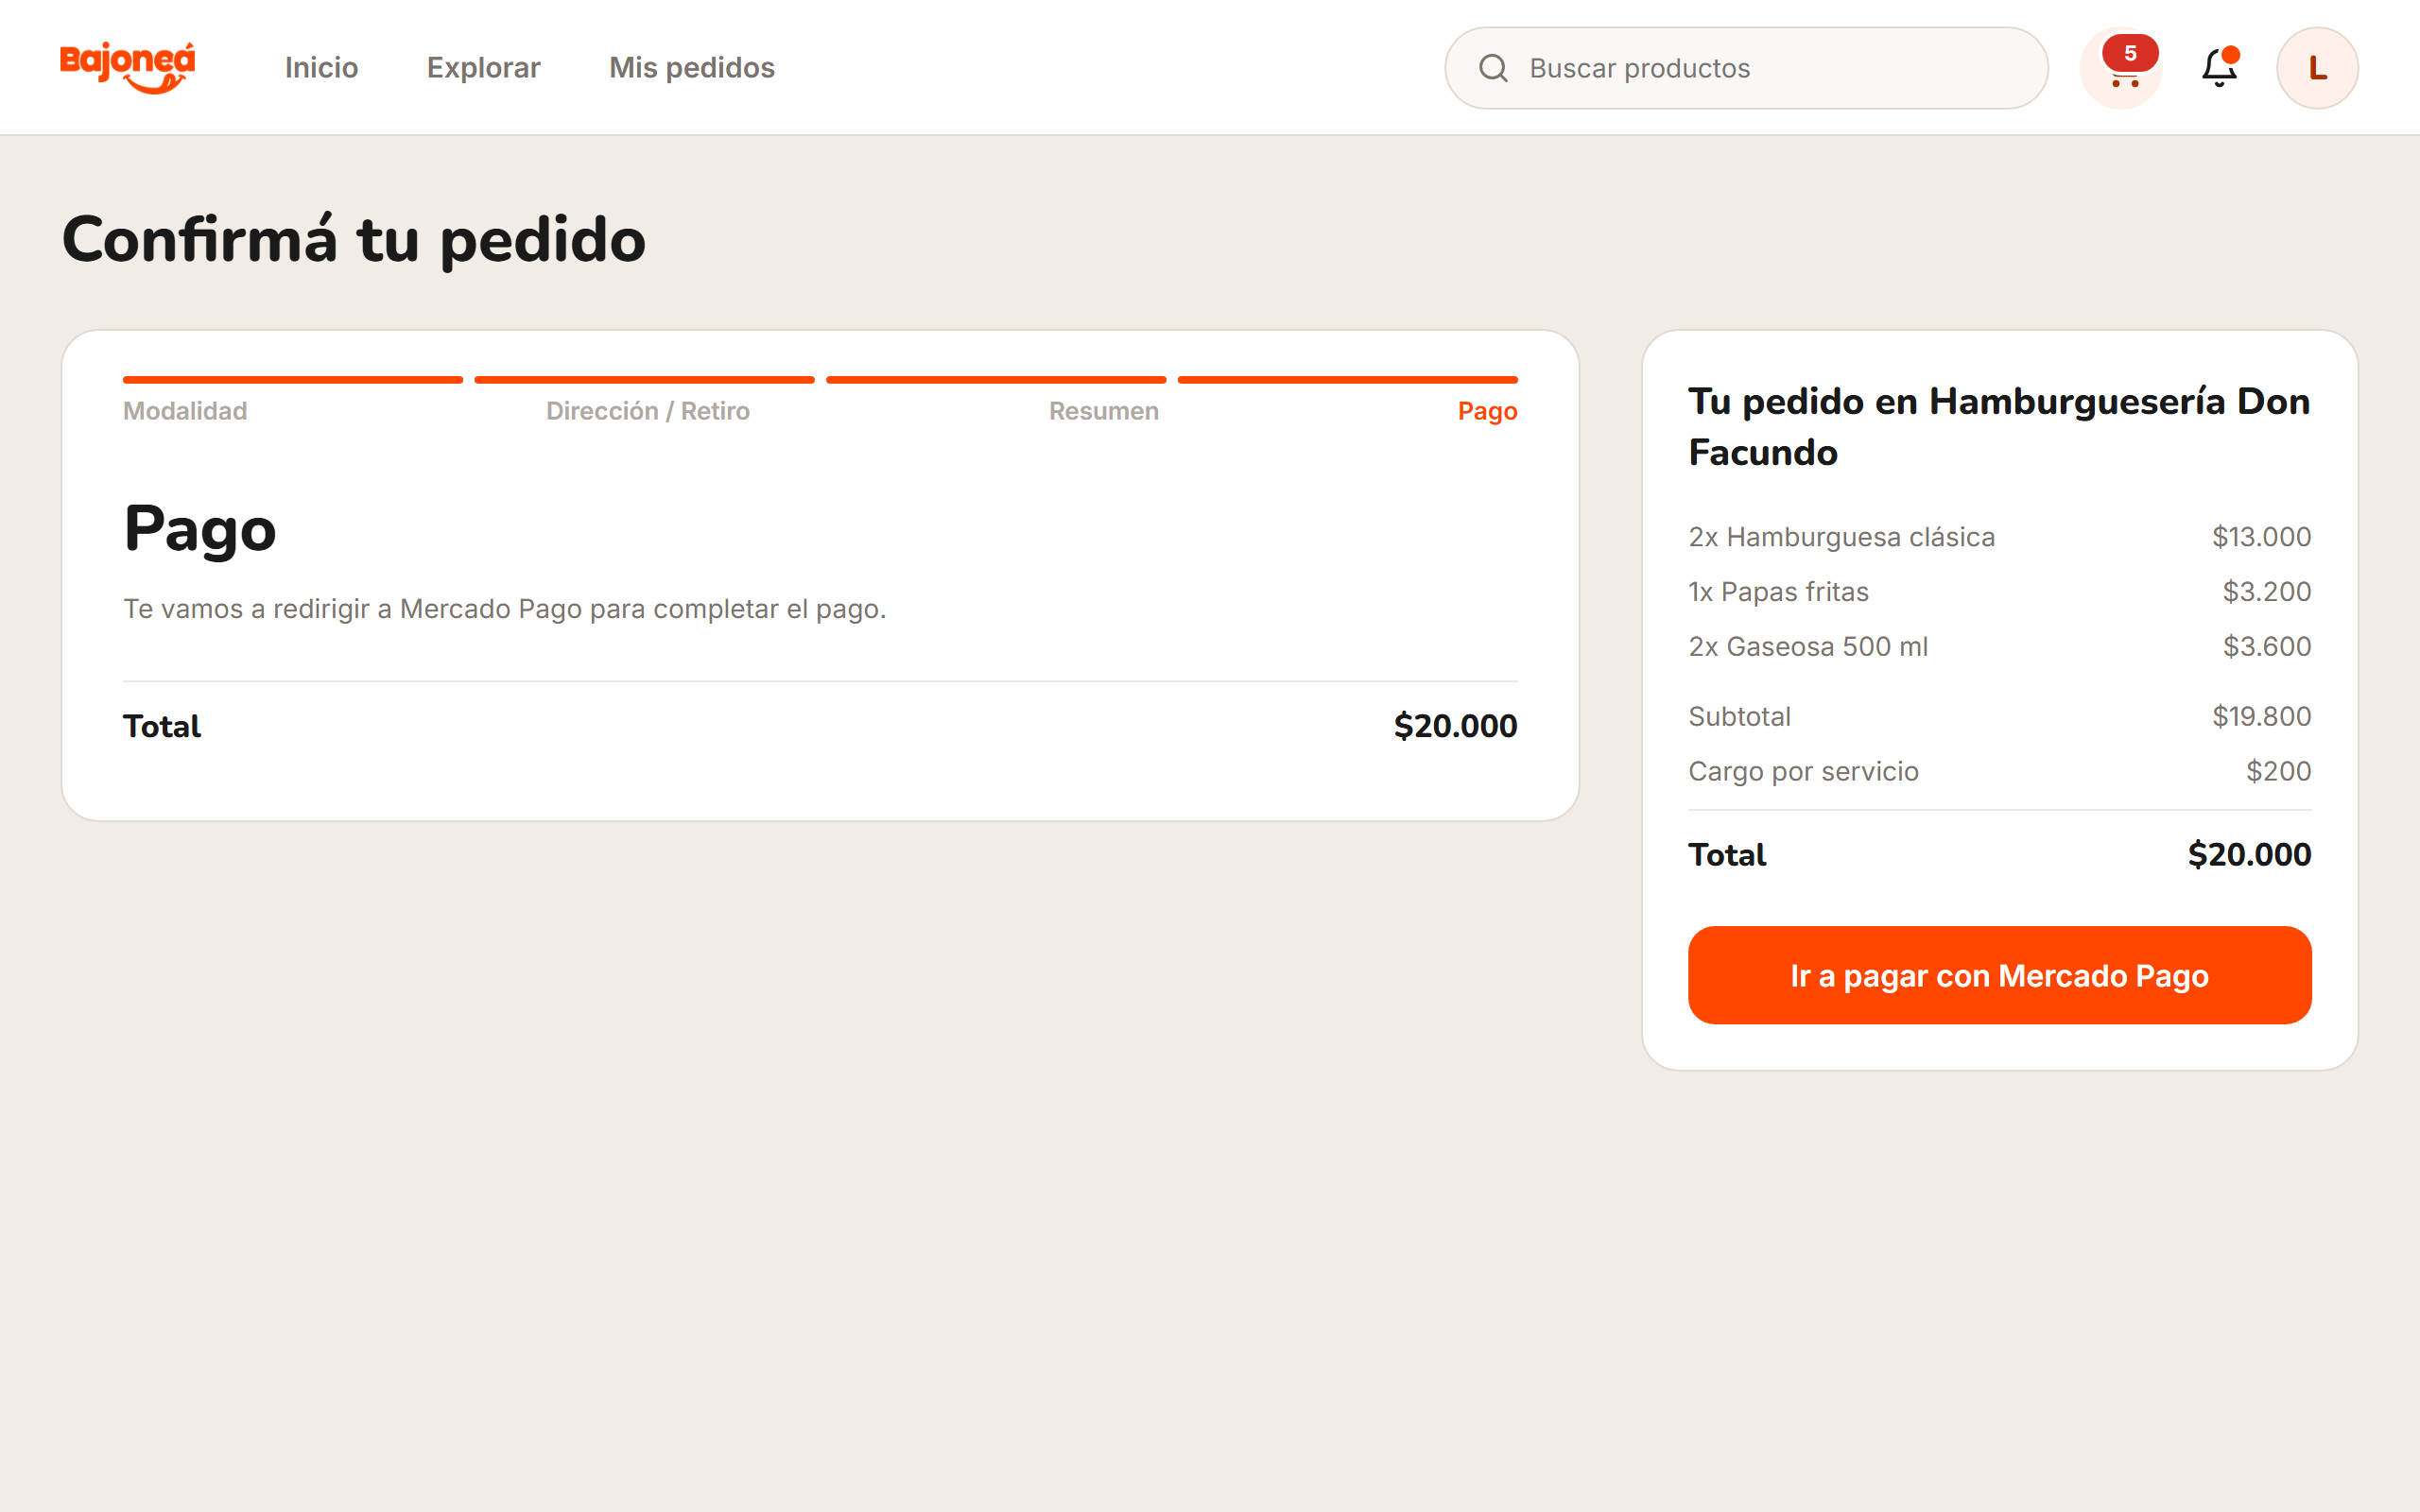 Bajoneá
Inicio
Explorar
Mis pedidos
Buscar productos
5
L
Confirmá tu pedido
Modalidad
Dirección / Retiro
Resumen
Pago
Pago
Te vamos a redirigir a Mercado Pago para completar el pago.
Total $20.000
Tu pedido en Hamburguesería Don
Facundo
2x Hamburguesa clásica $13.000
1x Papas fritas $3.200
2x Gaseosa 500 ml $3.600
Subtotal $19.800
Cargo por servicio $200
Total $20.000
Ir a pagar con Mercado Pago